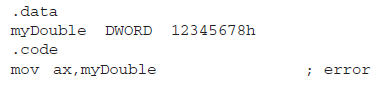 .data
myDouble DWORD 12345678h
.code
mov ax,myDouble ; error